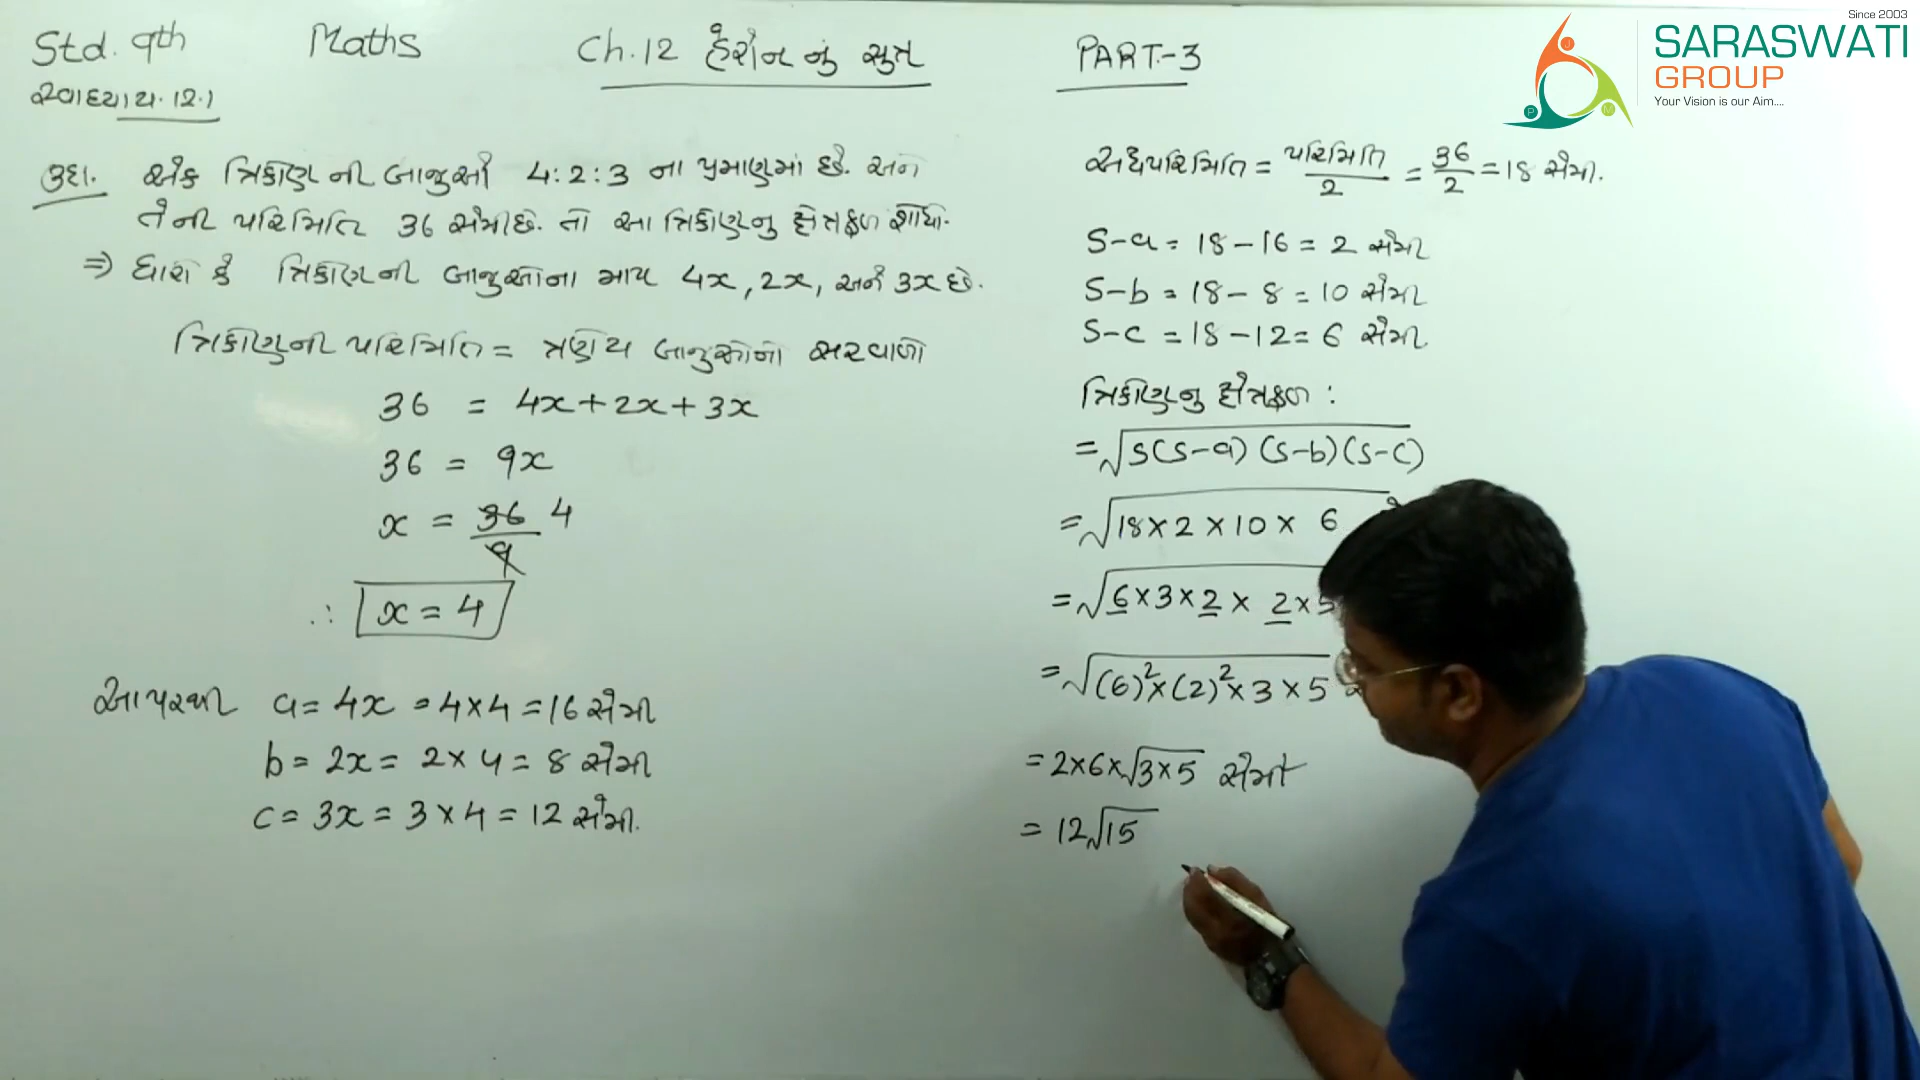 Std. 9th Maths Ch.12 હેરોન નું સુત્ર PART-3
સ્વાધ્યાય.12.1
Since 2003
SARASWATI
GROUP
Your Vision is our Aim....
J
P
M
ઉદા. એક ત્રિકોણ ની બાજુઓ 4:2:3 ના પ્રમાણમાં છે. અને
તેની પરિમિતિ 36 સેમી છે. તો આ ત્રિકોણનુ ક્ષેત્રફળ શોધો.
⇒ ધારો કે ત્રિકોણની બાજુઓના માપ 4x, 2x, અને 3x છે.
ત્રિકોણની પરિમિતિ = ત્રણેય બાજુઓનો સરવાળો
36 = 4x+2x+3x
36 = 9x
x = 36/9 4
∴ x = 4
આપરથી a = 4x = 4×4 = 16 સેમી
b = 2x = 2×4 = 8 સેમી
c = 3x = 3×4 = 12 સેમી.
અર્ધપરિમિતિ = પરિમિતિ/2 = 36/2 = 18 સેમી.
S-a = 18-16 = 2 સેમી
S-b = 18-8 = 10 સેમી
S-c = 18-12 = 6 સેમી.
ત્રિકોણનુ ક્ષેત્રફળ :
= √S(S-a)(S-b)(S-c)
= √18×2×10×6
= √6×3×2×2×5
= √(6)²×(2)²×3×5
= 2×6×√3×5 સેમી²
= 12√15